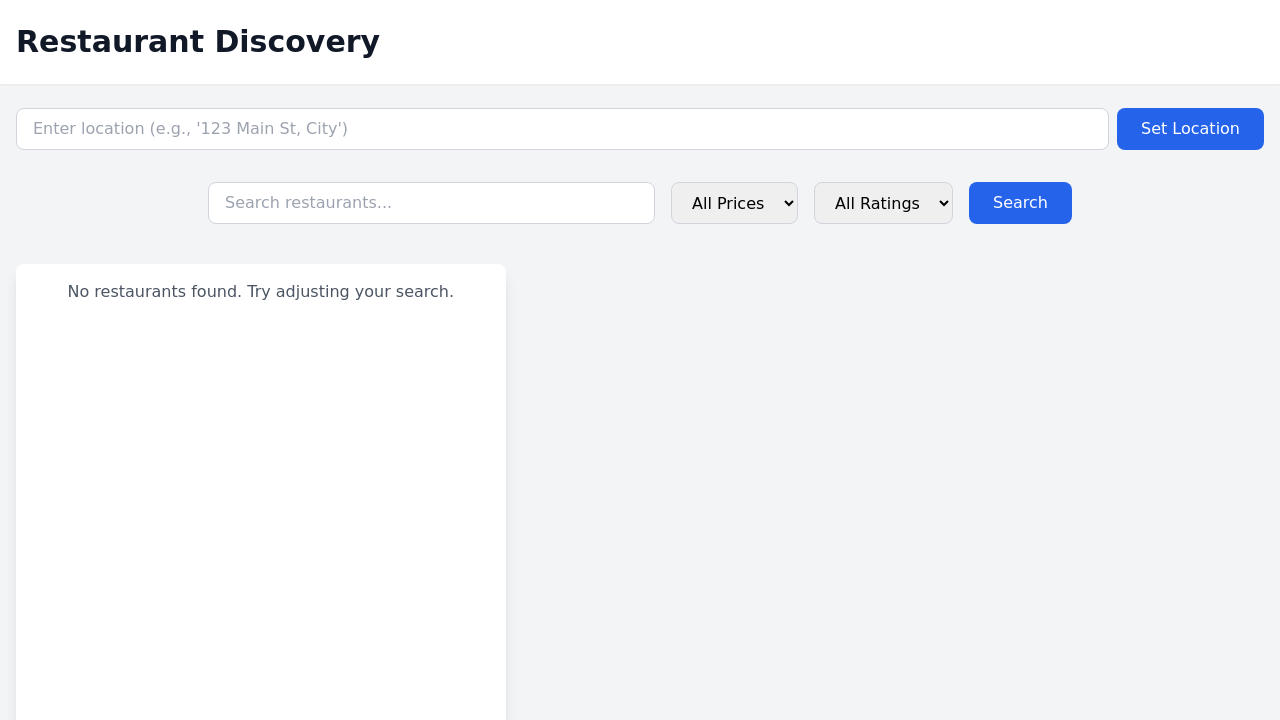 Restaurant Discovery
Enter location (e.g., '123 Main St, City')
Set Location
Search restaurants...
All Prices
All Ratings
Search
No restaurants found. Try adjusting your search.